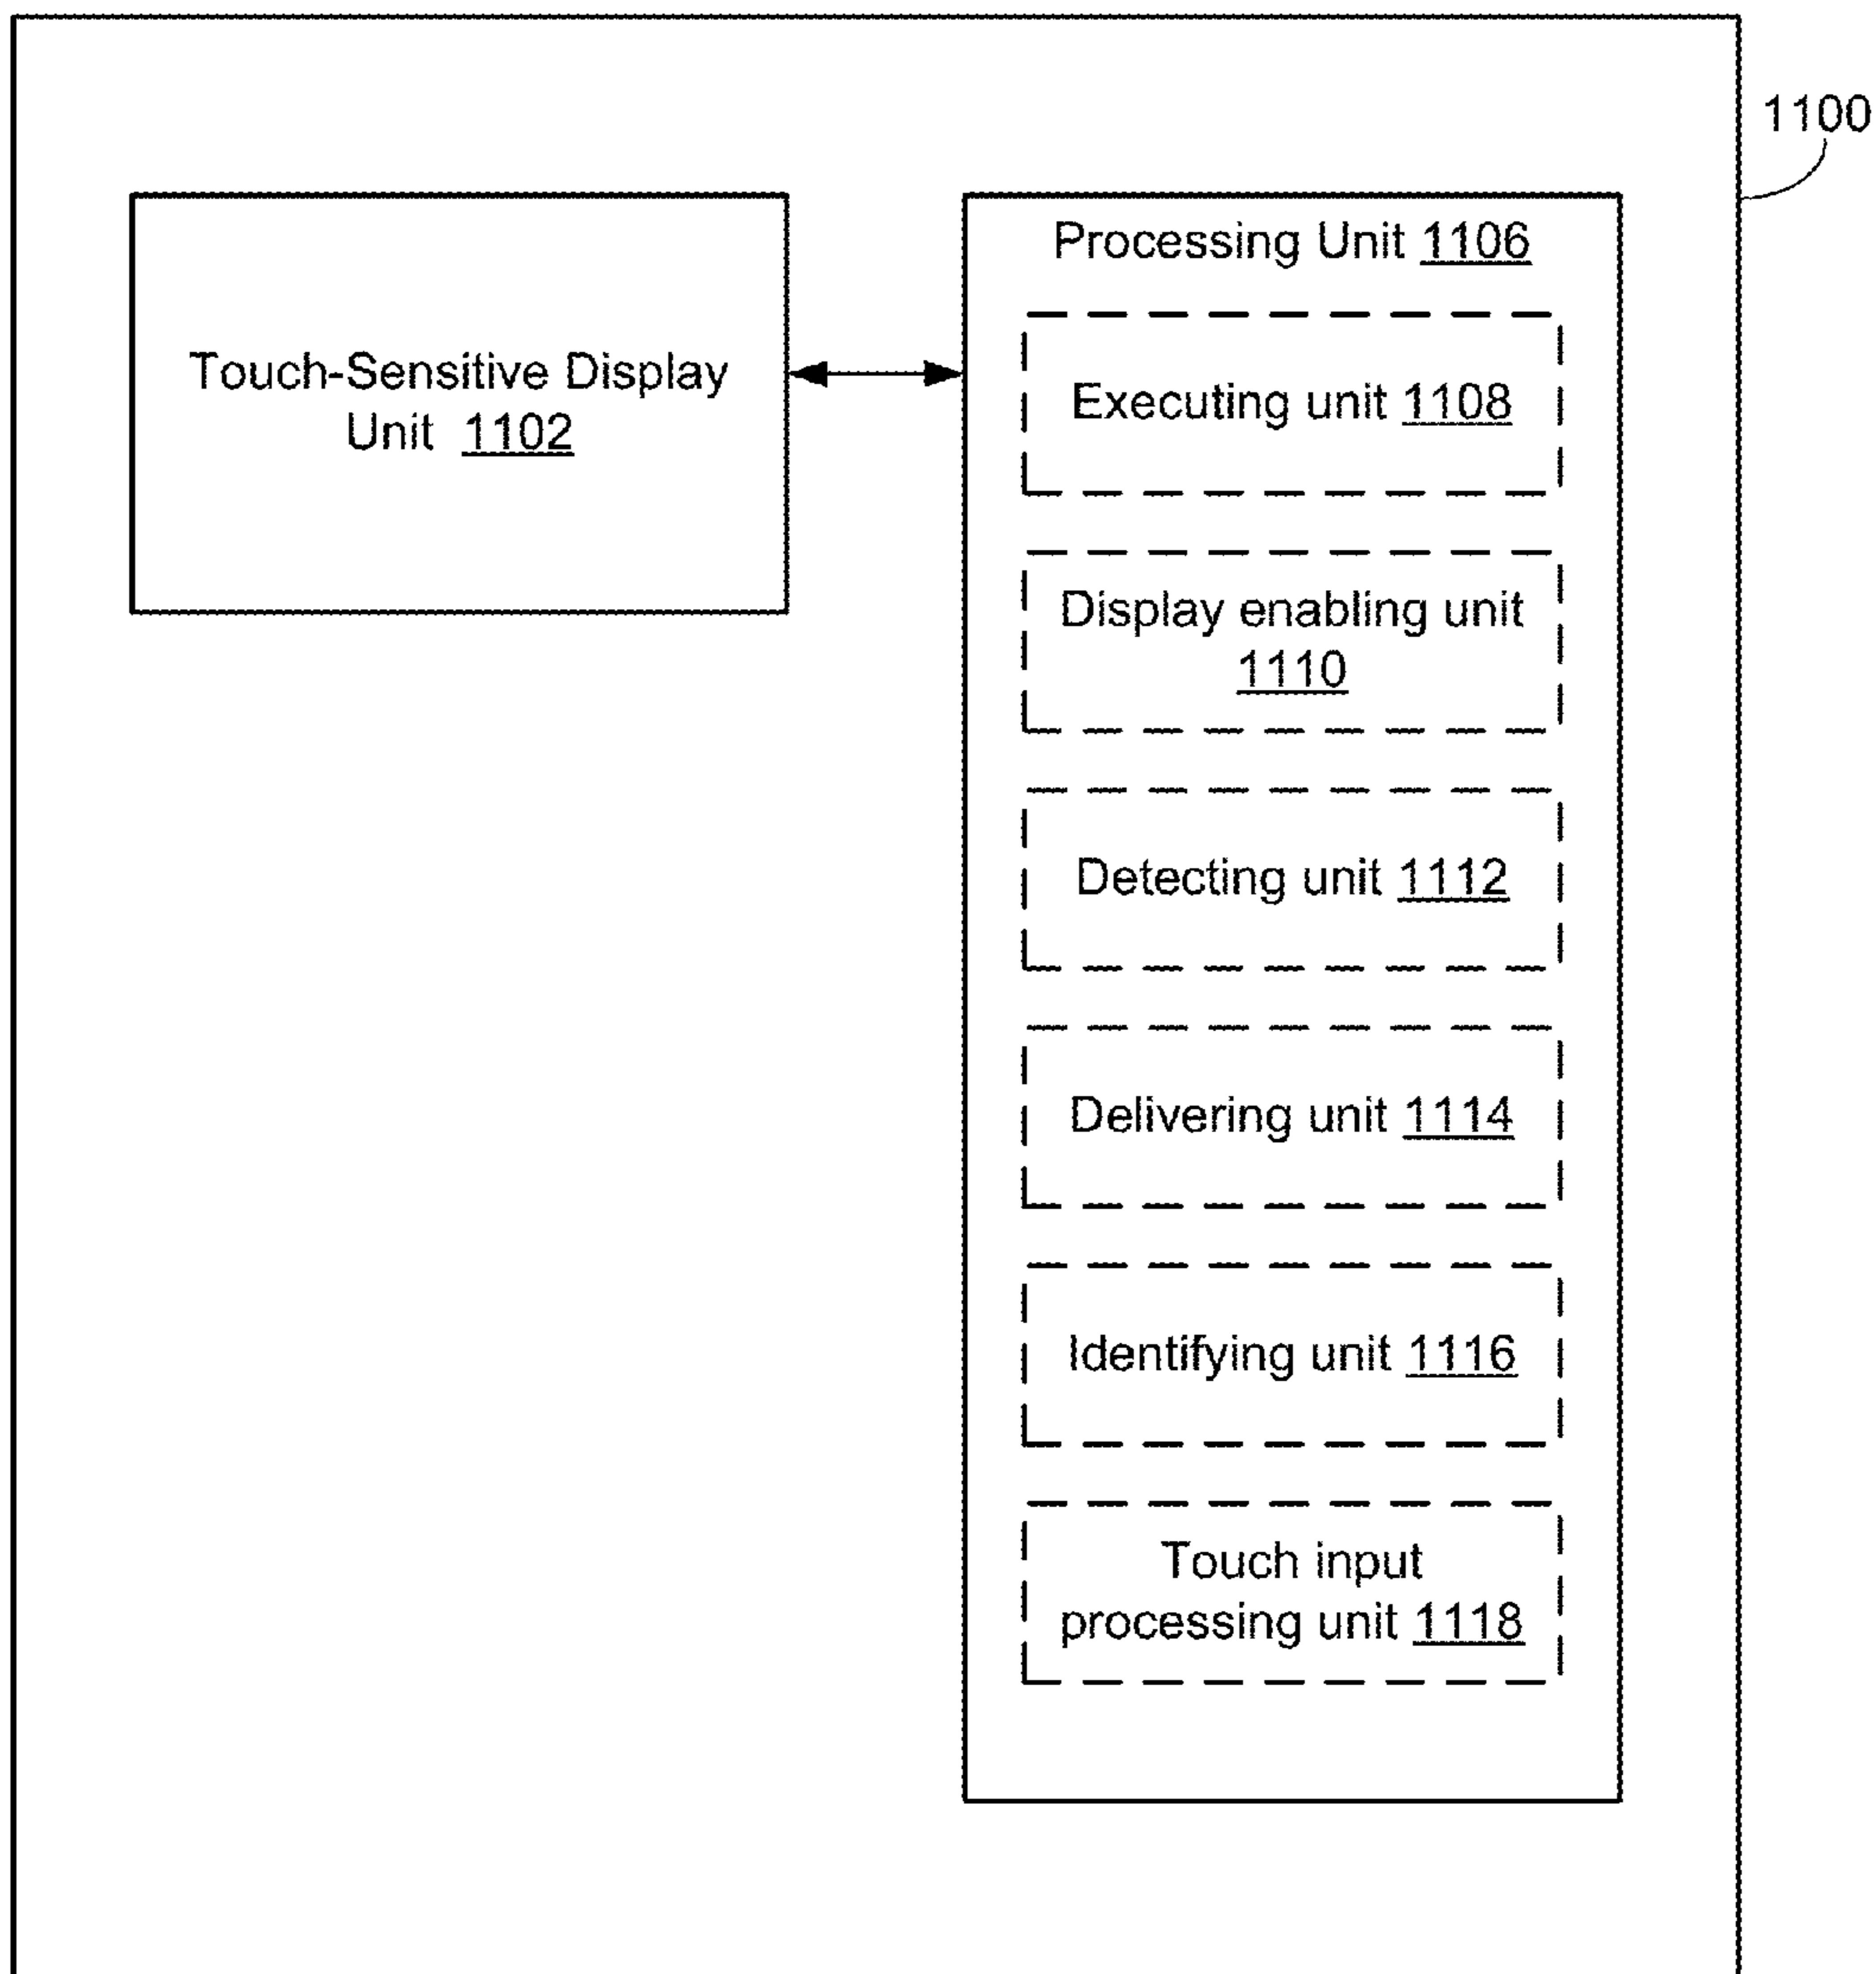 1100
Touch-Sensitive Display
Unit 1102
Processing Unit 1106
Executing unit 1108
Display enabling unit
1110
Detecting unit 1112
Delivering unit 1114
Identifying unit 1116
Touch input
processing unit 1118